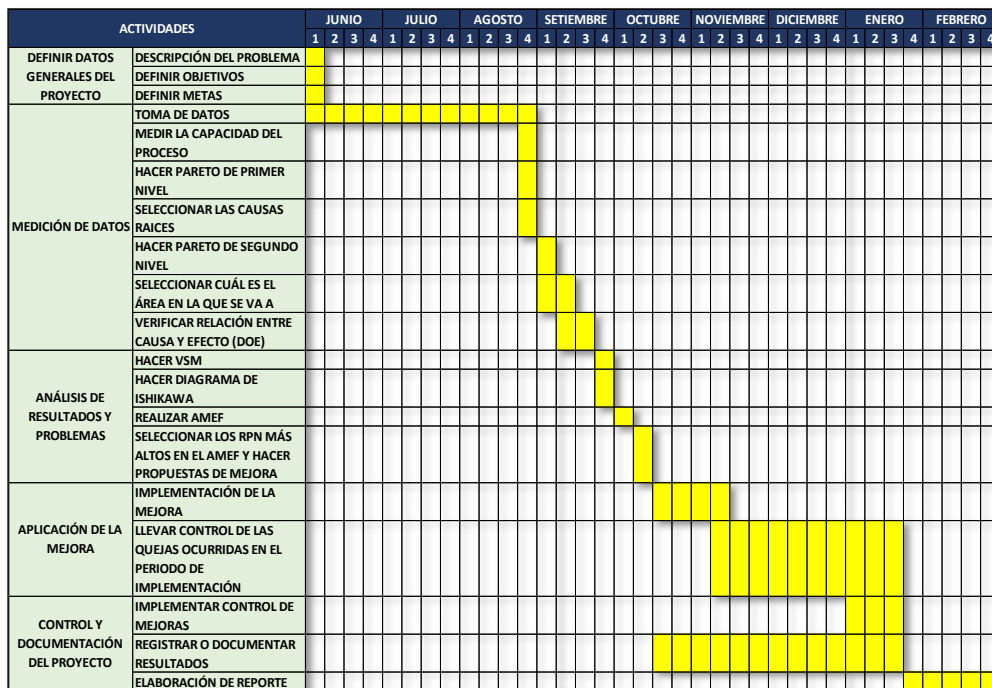 ACTIVIDADES
JUNIO JULIO AGOSTO SETIEMBRE OCTUBRE NOVIEMBRE DICIEMBRE ENERO FEBRERO
1 2 3 4 1 2 3 4 1 2 3 4 1 2 3 4 1 2 3 4 1 2 3 4 1 2 3 4 1 2 3 4 1 2 3 4
DEFINIR DATOS
GENERALES DEL
PROYECTO
DESCRIPCIÓN DEL PROBLEMA
DEFINIR OBJETIVOS
DEFINIR METAS
MEDICIÓN DE DATOS
TOMA DE DATOS
MEDIR LA CAPACIDAD DEL
PROCESO
HACER PARETO DE PRIMER
NIVEL
SELECCIONAR LAS CAUSAS
RAICES
HACER PARETO DE SEGUNDO
NIVEL
SELECCIONAR CUÁL ES EL
ÁREA EN LA QUE SE VA A
VERIFICAR RELACIÓN ENTRE
CAUSA Y EFECTO (DOE)
ANÁLISIS DE
RESULTADOS Y
PROBLEMAS
HACER VSM
HACER DIAGRAMA DE
ISHIKAWA
REALIZAR AMEF
SELECCIONAR LOS RPN MÁS
ALTOS EN EL AMEF Y HACER
PROPUESTAS DE MEJORA
APLICACIÓN DE LA
MEJORA
IMPLEMENTACIÓN DE LA
MEJORA
LLEVAR CONTROL DE LAS
QUEJAS OCURRIDAS EN EL
PERIODO DE
IMPLEMENTACIÓN
CONTROL Y
DOCUMENTACIÓN
DEL PROYECTO
IMPLEMENTAR CONTROL DE
MEJORAS
REGISTRAR O DOCUMENTAR
RESULTADOS
ELABORACIÓN DE REPORTE